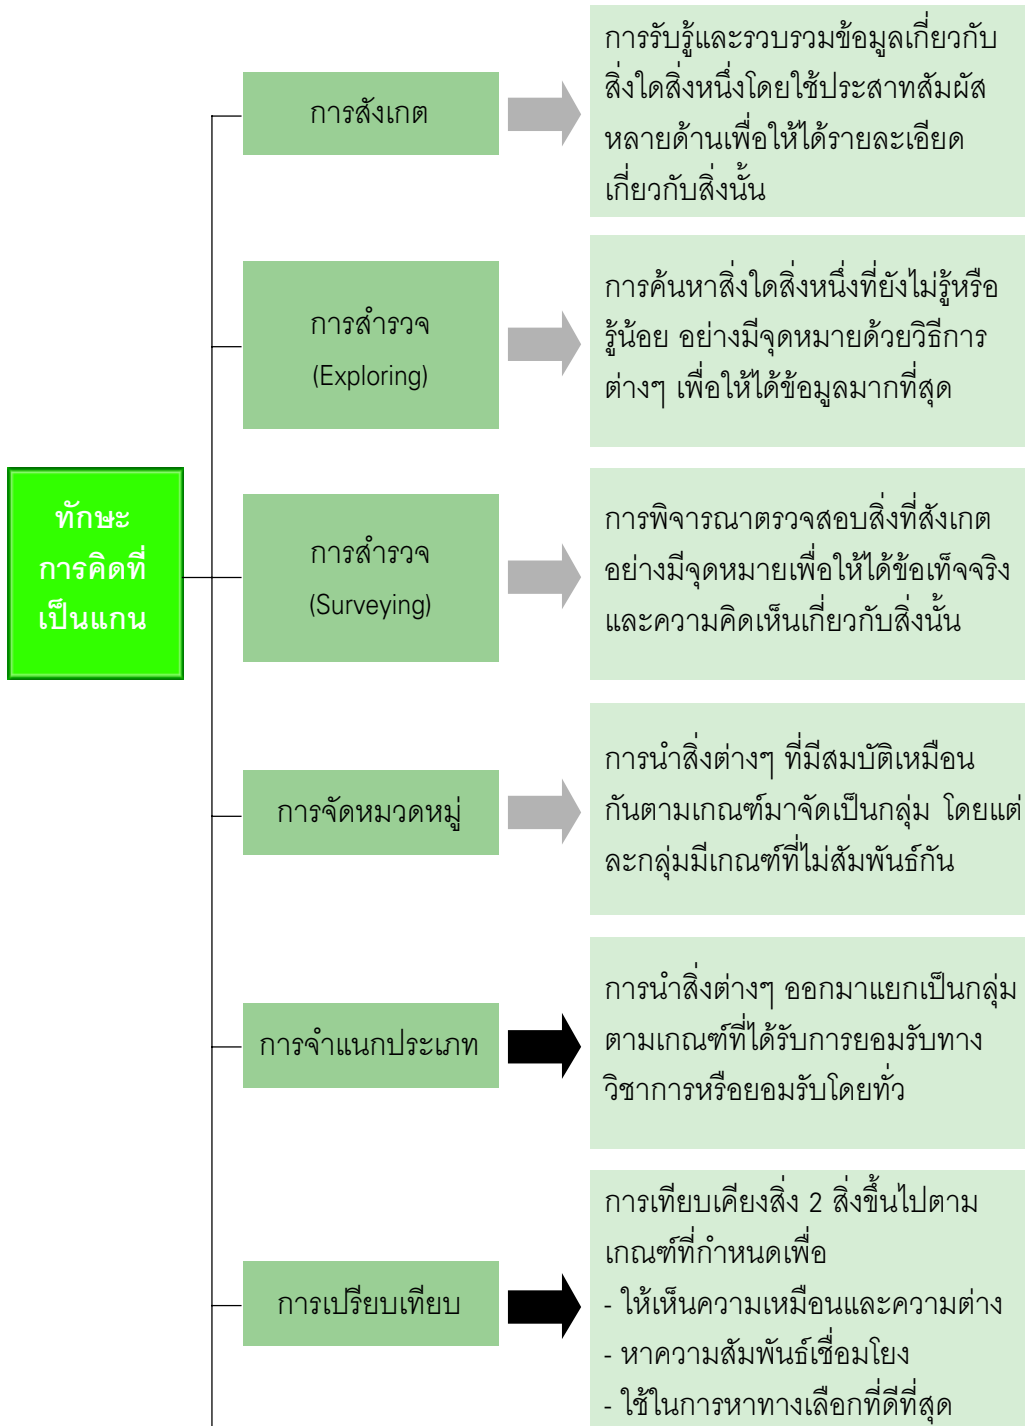 การสังเกต
การรับรู้และรวบรวมข้อมูลเกี่ยวกับ
สิ่งใดสิ่งหนึ่งโดยใช้ประสาทสัมผัส
หลายด้านเพื่อให้ได้รายละเอียด
เกี่ยวกับสิ่งนั้น
การสำรวจ
(Exploring)
การค้นหาสิ่งใดสิ่งหนึ่งที่ยังไม่รู้หรือ
รู้น้อย อย่างมีจุดหมายด้วยวิธีการ
ต่างๆ เพื่อให้ได้ข้อมูลมากที่สุด
ทักษะ
การคิดที่
เป็นแกน
การสำรวจ
(Surveying)
การพิจารณาตรวจสอบสิ่งที่สังเกต
อย่างมีจุดหมายเพื่อให้ได้ข้อเท็จจริง
และความคิดเห็นเกี่ยวกับสิ่งนั้น
การจัดหมวดหมู่
การนำสิ่งต่างๆ ที่มีสมบัติเหมือน
กันตามเกณฑ์มาจัดเป็นกลุ่ม โดยแต่
ละกลุ่มมีเกณฑ์ที่ไม่สัมพันธ์กัน
การจำแนกประเภท
การนำสิ่งต่างๆ ออกมาแยกเป็นกลุ่ม
ตามเกณฑ์ที่ได้รับการยอมรับทาง
วิชาการหรือยอมรับโดยทั่ว
การเปรียบเทียบ
การเทียบเคียงสิ่ง 2 สิ่งขึ้นไปตาม
เกณฑ์ที่กำหนดเพื่อ
- ให้เห็นความเหมือนและความต่าง
- หาความสัมพันธ์เชื่อมโยง
- ใช้ในการหาทางเลือกที่ดีที่สุด